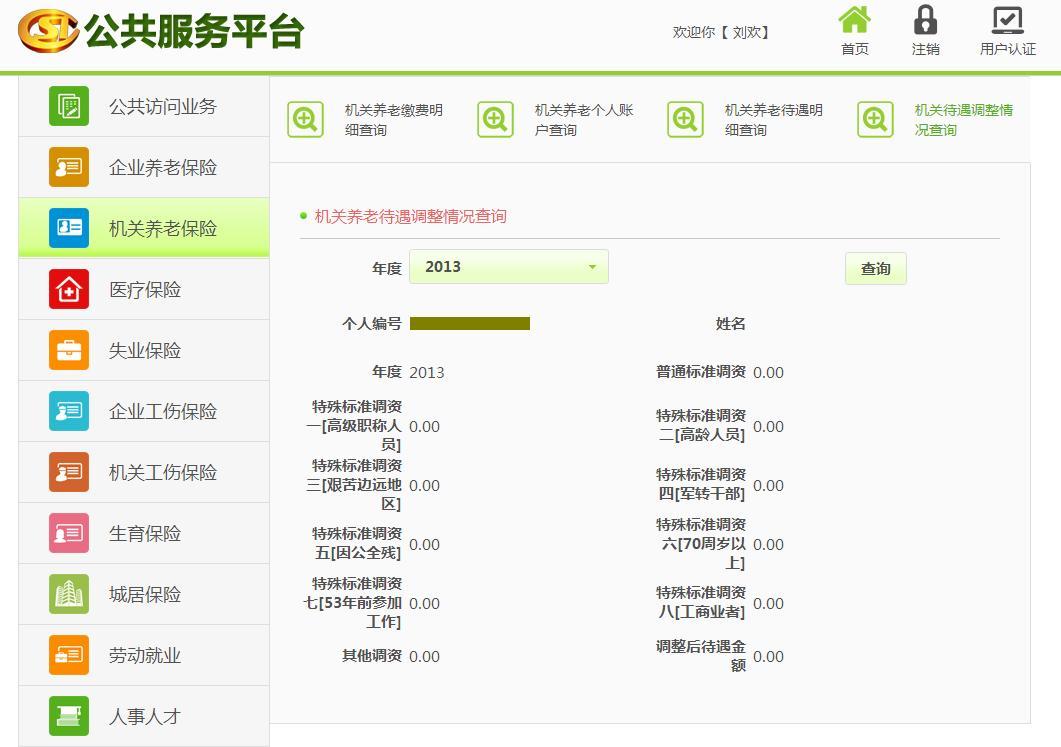 公共服务平台
欢迎你【 刘欢】
首页
注销
用户认证
公共访问业务
企业养老保险
机关养老保险
医疗保险
失业保险
企业工伤保险
机关工伤保险
生育保险
城居保险
劳动就业
人事人才
机关养老缴费明
细查询
机关养老个人账
户查询
机关养老待遇明
细查询
机关待遇调整情
况查询
机关养老待遇调整情况查询
年度
2013
查询
个人编号
姓名
年度 2013
普通标准调资 0.00
特殊标准调资
一[高级职称人
员]
0.00
特殊标准调资
二[高龄人员]
0.00
特殊标准调资
三[艰苦边远地
区]
0.00
特殊标准调资
四[军转干部]
0.00
特殊标准调资
五[因公全残]
0.00
特殊标准调资
六[70周岁以
上]
0.00
特殊标准调资
七[53年前参加
工作]
0.00
特殊标准调资
八[工商业者]
0.00
其他调资 0.00
调整后待遇金
额
0.00